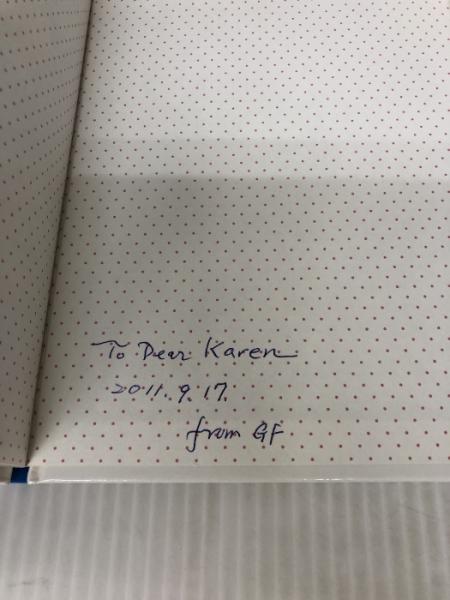 To Dear Karen
2011.9.17.
from GF